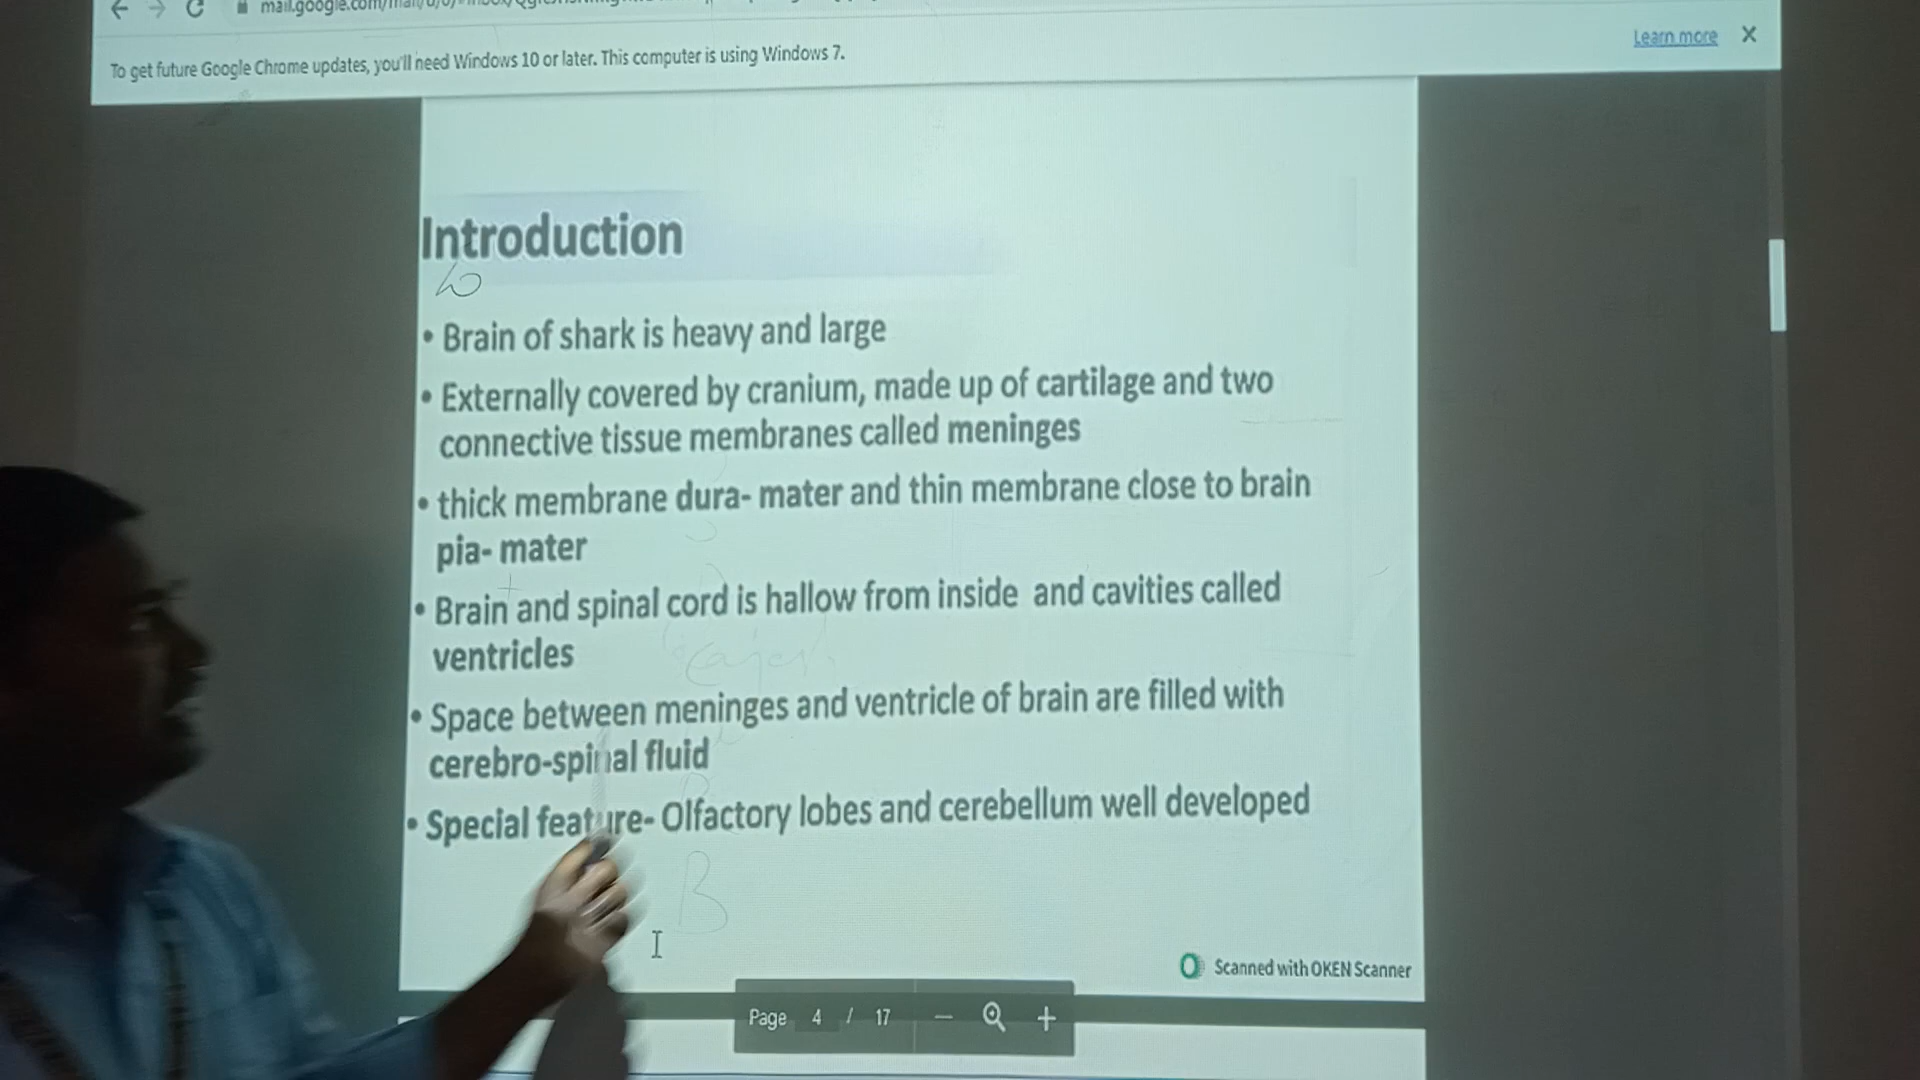 To get future Google Chrome updates, you'll need Windows 10 or later. This computer is using Windows 7.
Learn more X
Introduction
• Brain of shark is heavy and large
• Externally covered by cranium, made up of cartilage and two
connective tissue membranes called meninges
• thick membrane dura- mater and thin membrane close to brain
pia- mater
• Brain and spinal cord is hallow from inside and cavities called
ventricles
• Space between meninges and ventricle of brain are filled with
cerebro-spinal fluid
• Special feature- Olfactory lobes and cerebellum well developed
B
Scanned with OKEN Scanner
Page 4 / 17